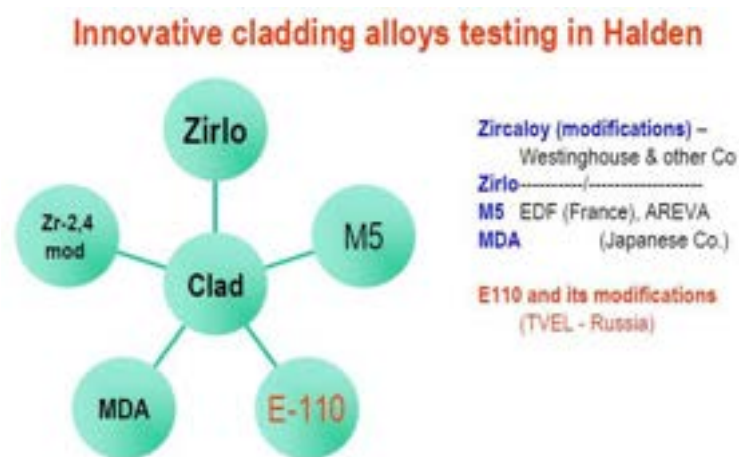 Innovative cladding alloys testing in Halden
Zirlo
Zr-2,4
mod
M5
Clad
MDA
E-110
Zircaloy (modifications) –
Westinghouse & other Co
Zirlo-----------/--------------------
M5 EDF (France), AREVA
MDA (Japanese Co.)
E110 and its modifications
(TVEL - Russia)